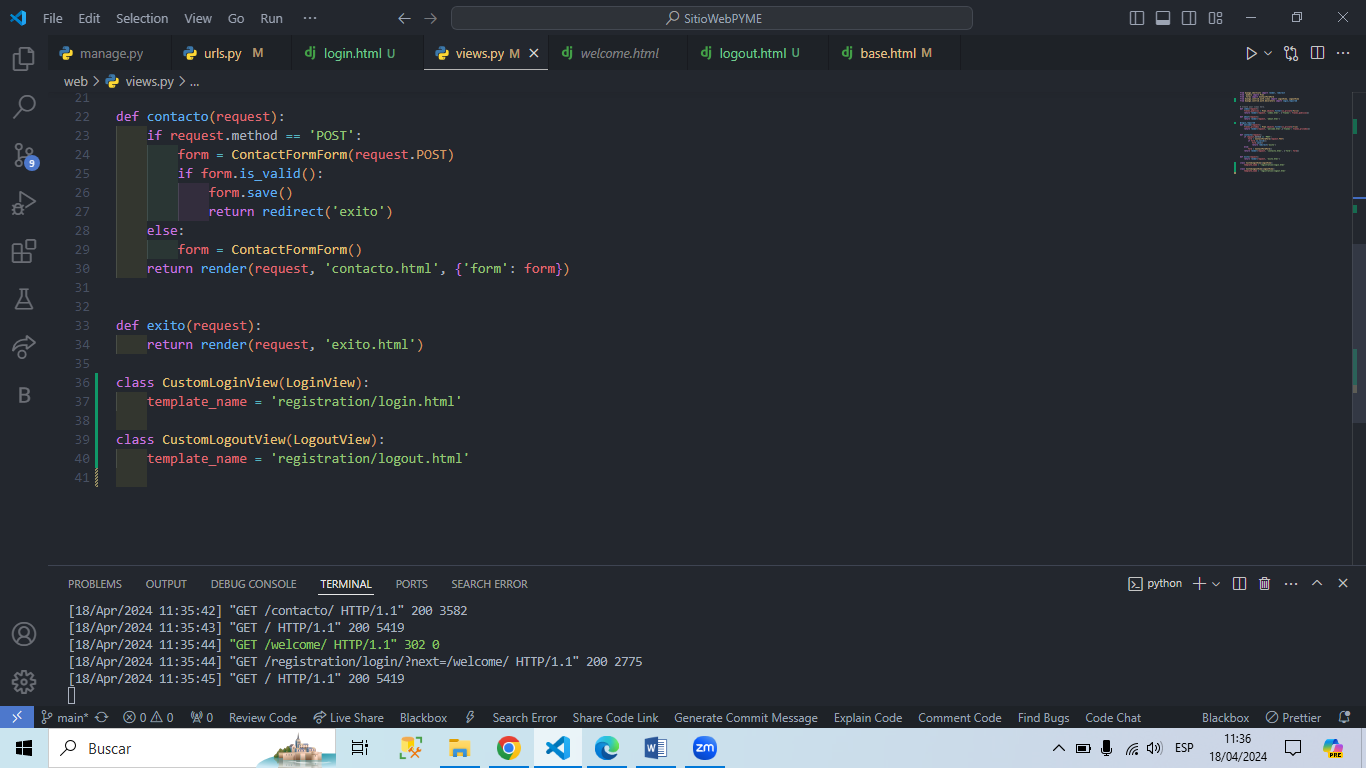 File Edit Selection View Go Run ··· SitioWebPYME
manage.py urls.py M login.html U views.py M welcome.html logout.html U base.html M
web > views.py > ...
21
22 def contacto(request):
23 if request.method == 'POST':
24 form = ContactFormForm(request.POST)
25 if form.is_valid():
26 form.save()
27 return redirect('exito')
28 else:
29 form = ContactFormForm()
30 return render(request, 'contacto.html', {'form': form})
31
32
33 def exito(request):
34 return render(request, 'exito.html')
35
36 class CustomLoginView(LoginView):
37 template_name = 'registration/login.html'
38
39 class CustomLogoutView(LogoutView):
40 template_name = 'registration/logout.html'
41
PROBLEMS OUTPUT DEBUG CONSOLE TERMINAL PORTS SEARCH ERROR python
[18/Apr/2024 11:35:42] "GET /contacto/ HTTP/1.1" 200 3582
[18/Apr/2024 11:35:43] "GET / HTTP/1.1" 200 5419
[18/Apr/2024 11:35:44] "GET /welcome/ HTTP/1.1" 302 0
[18/Apr/2024 11:35:44] "GET /registration/login/?next=/welcome/ HTTP/1.1" 200 2775
[18/Apr/2024 11:35:45] "GET / HTTP/1.1" 200 5419
9
B
main* 0 0 0 Review Code Live Share Blackbox Search Error Share Code Link Generate Commit Message Explain Code Comment Code Find Bugs Code Chat Blackbox Prettier
Buscar W zm ESP 11:36 PRE
18/04/2024